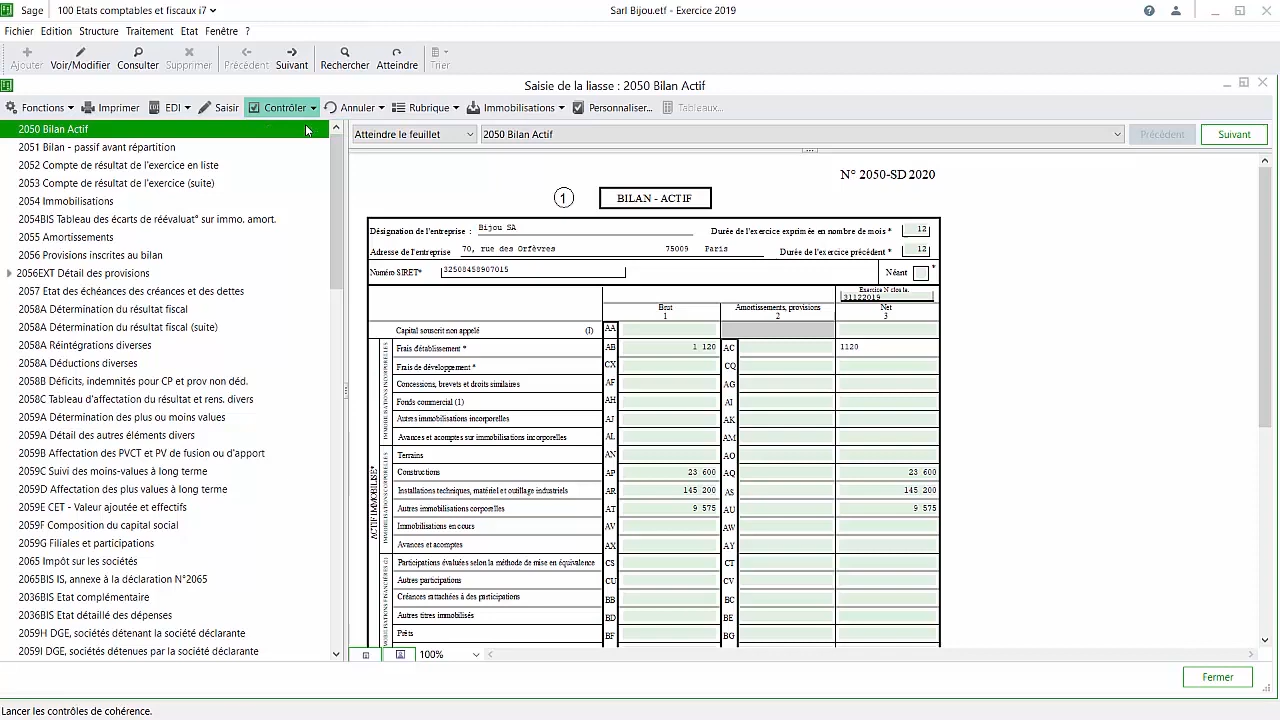 Sage 100 Etats comptables et fiscaux i7 Sarl Bijou.etf - Exercice 2019
Fichier Edition Structure Traitement Etat Fenêtre ?
Ajouter Voir/Modifier Consulter Supprimer Précédent Suivant Rechercher Atteindre Trier
Saisie de la liasse : 2050 Bilan Actif
Fonctions Imprimer EDI Saisir Contrôler Annuler Rubrique Immobilisations Personnaliser... Tableaux...
2050 Bilan Actif
2051 Bilan - passif avant répartition
2052 Compte de résultat de l'exercice en liste
2053 Compte de résultat de l'exercice (suite)
2054 Immobilisations
2054BIS Tableau des écarts de réévaluat° sur immo. amort.
2055 Amortissements
2056 Provisions inscrites au bilan
2056EXT Détail des provisions
2057 Etat des échéances des créances et des dettes
2058A Détermination du résultat fiscal
2058A Détermination du résultat fiscal (suite)
2058A Réintégrations diverses
2058A Déductions diverses
2058B Déficits, indemnités pour CP et prov non déd.
2058C Tableau d'affectation du résultat et rens. divers
2059A Détermination des plus ou moins values
2059A Détail des autres éléments divers
2059B Affectation des PVCT et PV de fusion ou d'apport
2059C Suivi des moins-values à long terme
2059D Affectation des plus values à long terme
2059E CET - Valeur ajoutée et effectifs
2059F Composition du capital social
2059G Filiales et participations
2065 Impôt sur les sociétés
2065BIS IS, annexe à la déclaration N°2065
2036BIS Etat complémentaire
2069BIS Etat détaillé des dépenses
2059H DGE, sociétés détenant la société déclarante
2059I DGE, sociétés détenues par la société déclarante
Atteindre le feuillet 2050 Bilan Actif Précédent Suivant
N° 2050-SD 2020
1 BILAN - ACTIF
Désignation de l'entreprise : Bijou SA Durée de l'exercice exprimée en nombre de mois * 12
Adresse de l'entreprise 70, rue des Orfèvres 75009 Paris Durée de l'exercice précédent * 12
Numéro SIRET* 32508458907015 Néant *
Exercice N clos le,
31122019
Brut Amortissements, provisions Net
1 2 3
Capital souscrit non appelé (I) AA
ACTIF IMMOBILISE*
IMMOBILISATIONS INCORPORELLES
Frais détablissement * AB 1 120 AC 1120
Frais de développement * CX CQ
Concessions, brevets et droits similaires AF AG
Fonds commercial (1) AH AI
Autres immobilisations incorporelles AJ AK
Avances et acomptes sur immobilisations incorporelles AL AM
IMMOBILISATIONS CORPORELLES
Terrains AN AO
Constructions AP 23 600 AQ 23 600
Installations techniques, matériel et outillage industriels AR 145 200 AS 145 200
Autres immobilisations corporelles AT 9 575 AU 9 575
Immobilisations en cours AV AW
Avances et acomptes AX AY
Participations évaluées selon la méthode de mise en équivalence CS CT
Autres participations CU CV
Créances rattachées à des participations BB BC
Autres titres immobilisés BD BE
Prêts BF BG
100%
Fermer
Lancer les contrôles de cohérence.